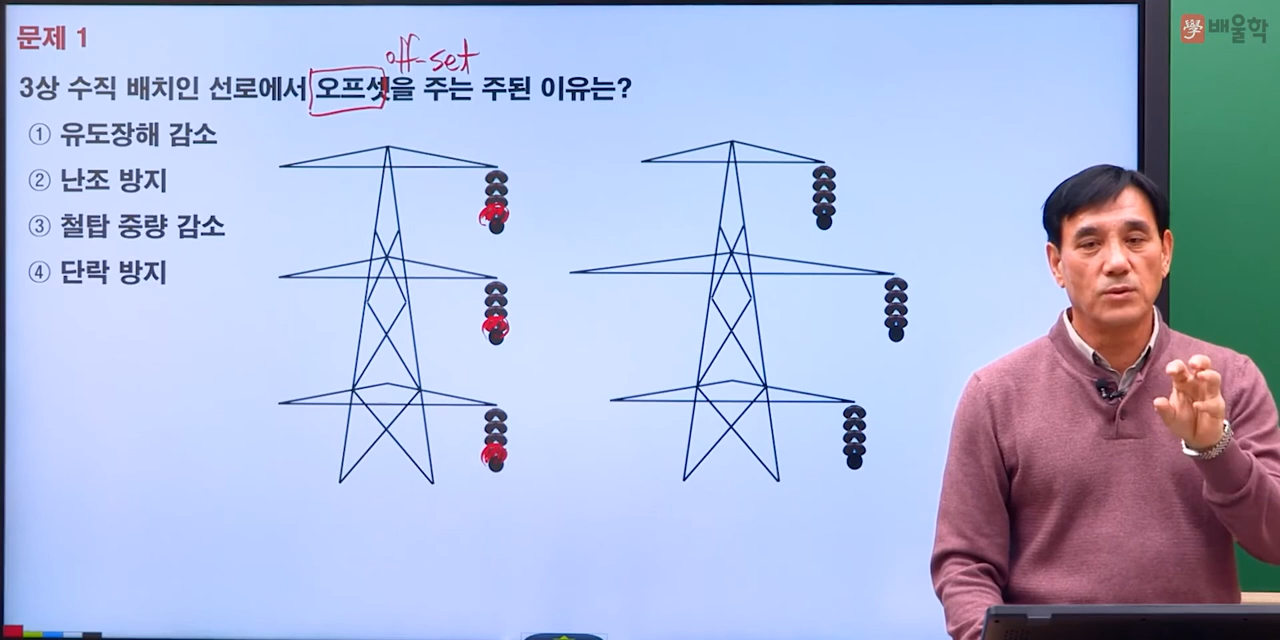 문제 1
off-set
3상 수직 배치인 선로에서 오프셋을 주는 주된 이유는?
① 유도장해 감소
② 난조 방지
③ 철탑 중량 감소
④ 단락 방지
學 배울학